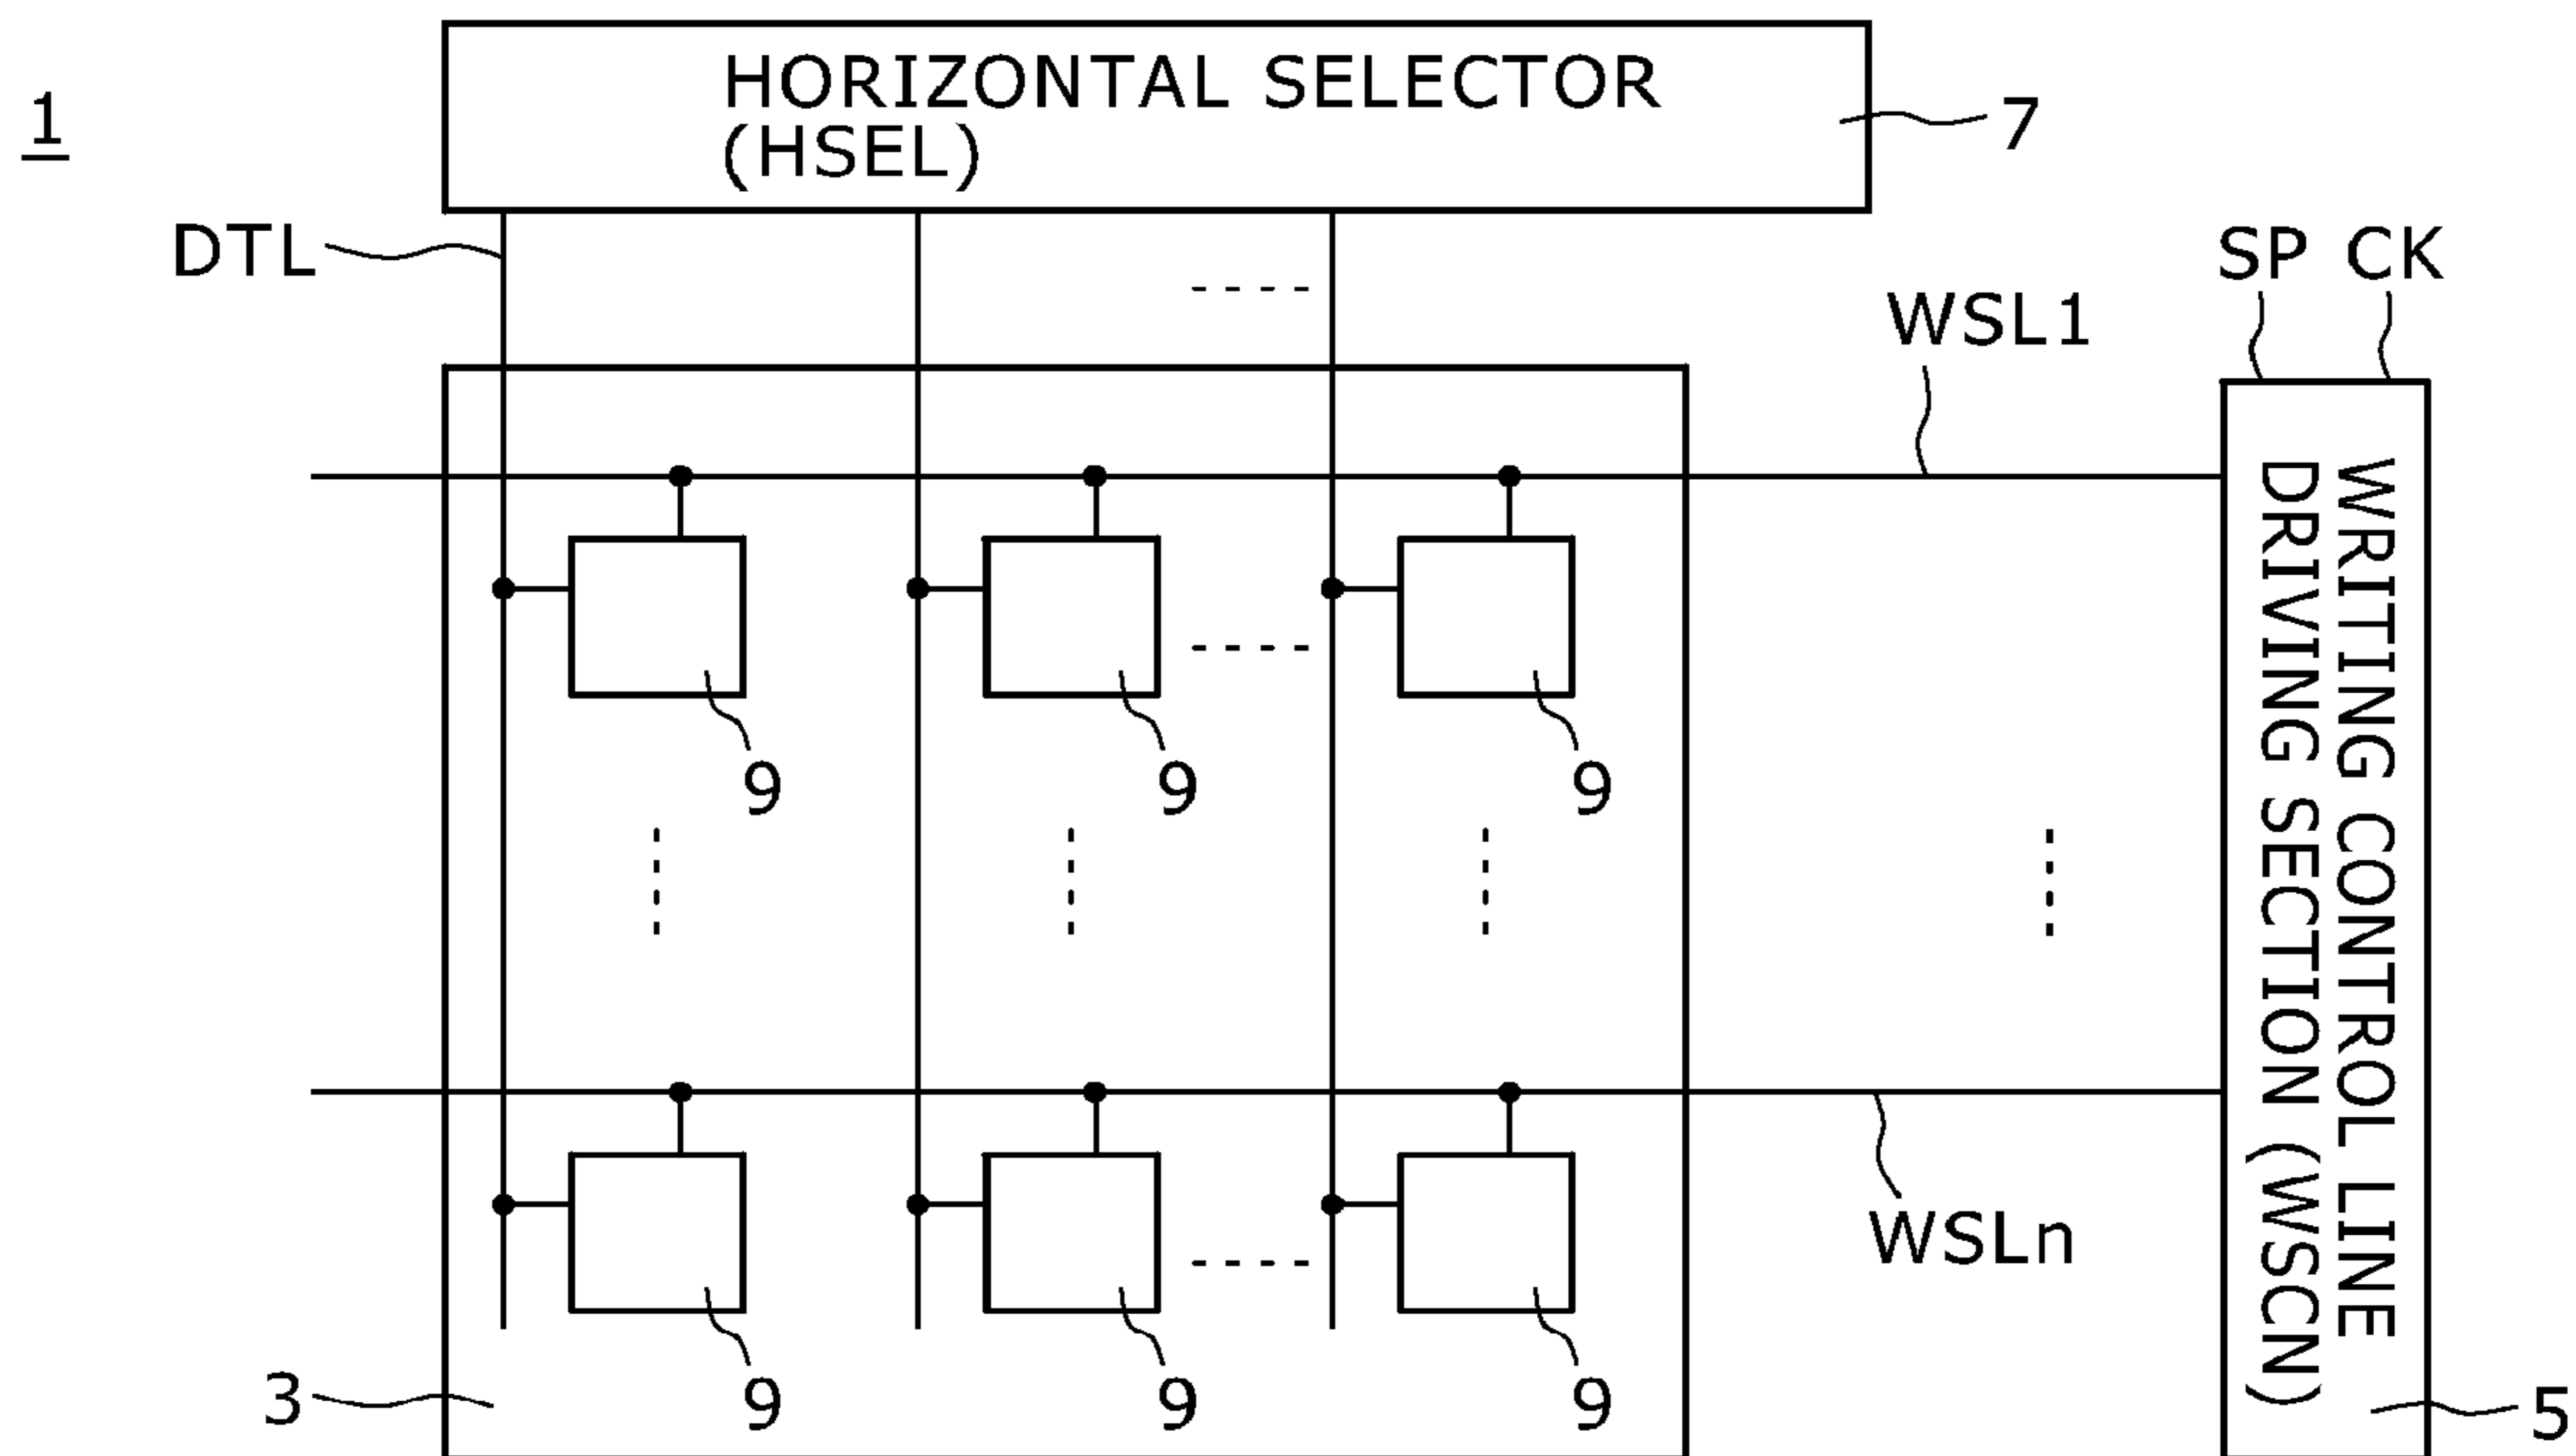 1
HORIZONTAL SELECTOR
(HSEL)
7
DTL
SP CK
WSL1
WRITING CONTROL LINE
DRIVING SECTION (WSCN)
9 9 9
WSLn
3
9 9 9
5